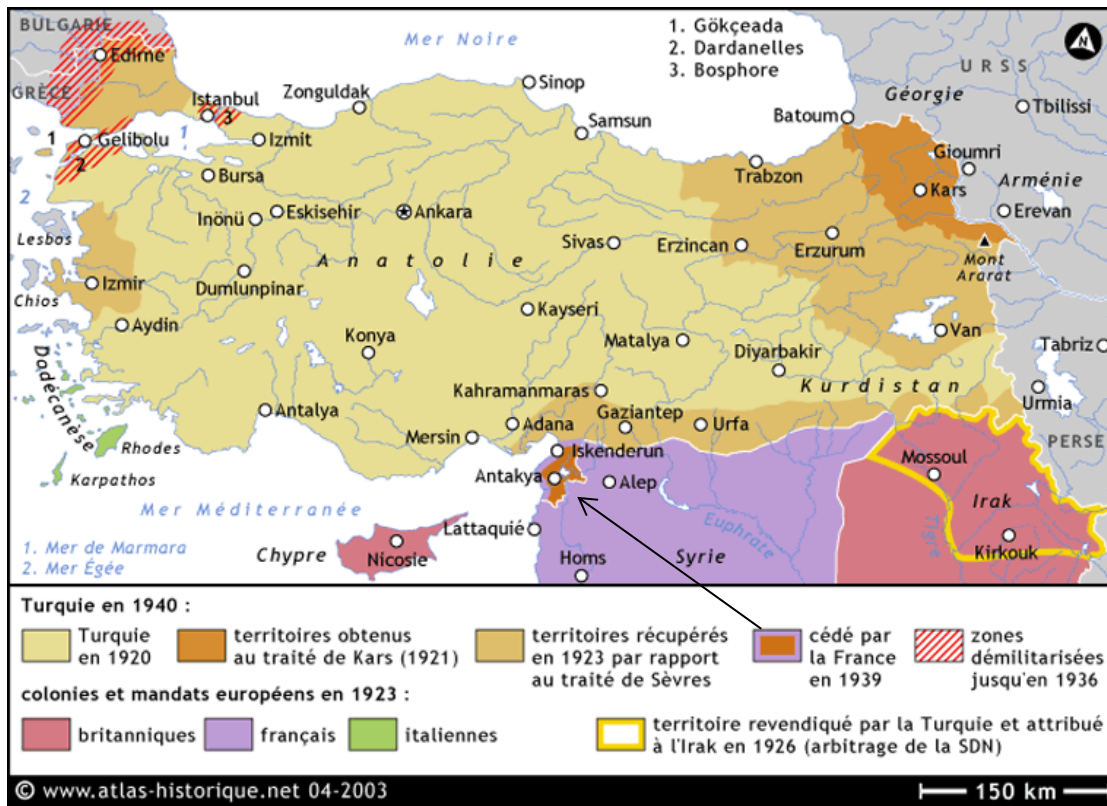 BULGARIE
Edirne
GRÈCE
Mer Noire
1. Gökçeada
2. Dardanelles
3. Bosphore
N
URSS
Istanbul
3
Zonguldak
Sinop
Samsun
Batoum
Géorgie
Tbilissi
1
Gelibolu
1
Izmit
2
Trabzon
Gioumri
Kars
Arménie
Erevan
2
Bursa
Inönü
Eskisehir
Ankara
Lesbos
Sivas
Erzincan
Erzurum
Mont
Ararat
Anatolie
Izmir
Chios
Dumlunpinar
Kayseri
Van
Aydin
Konya
Matalya
Diyarbakir
Tabriz
Dodécanèse
Kahramanmaras
Kurdistan
Urmia
Antalya
Gaziantep
Adana
Urfa
Mersin
PERSE
Rhodes
Iskenderun
Mossoul
Karpathos
Antakya
Alep
Irak
Mer Méditerranée
Lattaquié
Euphrate
Tigre
Kirkouk
1. Mer de Marmara
2. Mer Égée
Chypre
Nicosie
Homs
Syrie
Turquie en 1940 :
Turquie
en 1920
territoires obtenus
au traité de Kars (1921)
territoires récupérés
en 1923 par rapport
au traité de Sèvres
cédé par
la France
en 1939
zones
démilitarisées
jusqu'en 1936
colonies et mandats européens en 1923 :
britanniques
français
italiennes
territoire revendiqué par la Turquie et attribué
à l'Irak en 1926 (arbitrage de la SDN)
© www.atlas-historique.net 04-2003
150 km